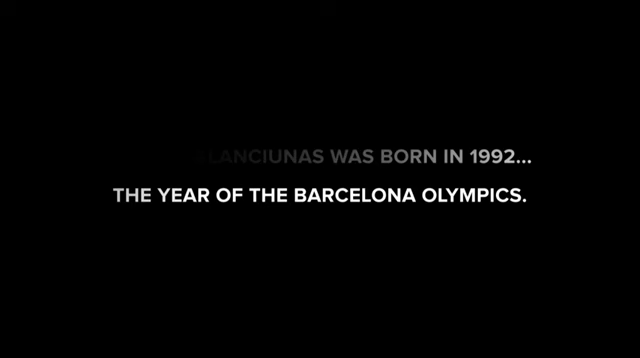 WAS BORN IN 1992...
THE YEAR OF THE BARCELONA OLYMPICS.